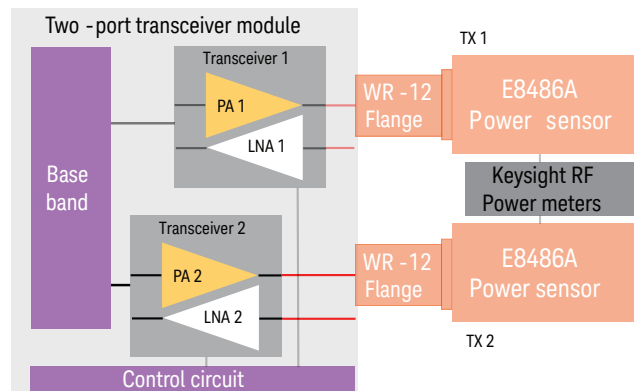 Two -port transceiver module
TX 1
Transceiver 1
PA 1
LNA 1
WR -12
Flange
E8486A
Power sensor
Base
band
Keysight RF
Power meters
Transceiver 2
PA 2
LNA 2
WR -12
Flange
E8486A
Power sensor
TX 2
Control circuit